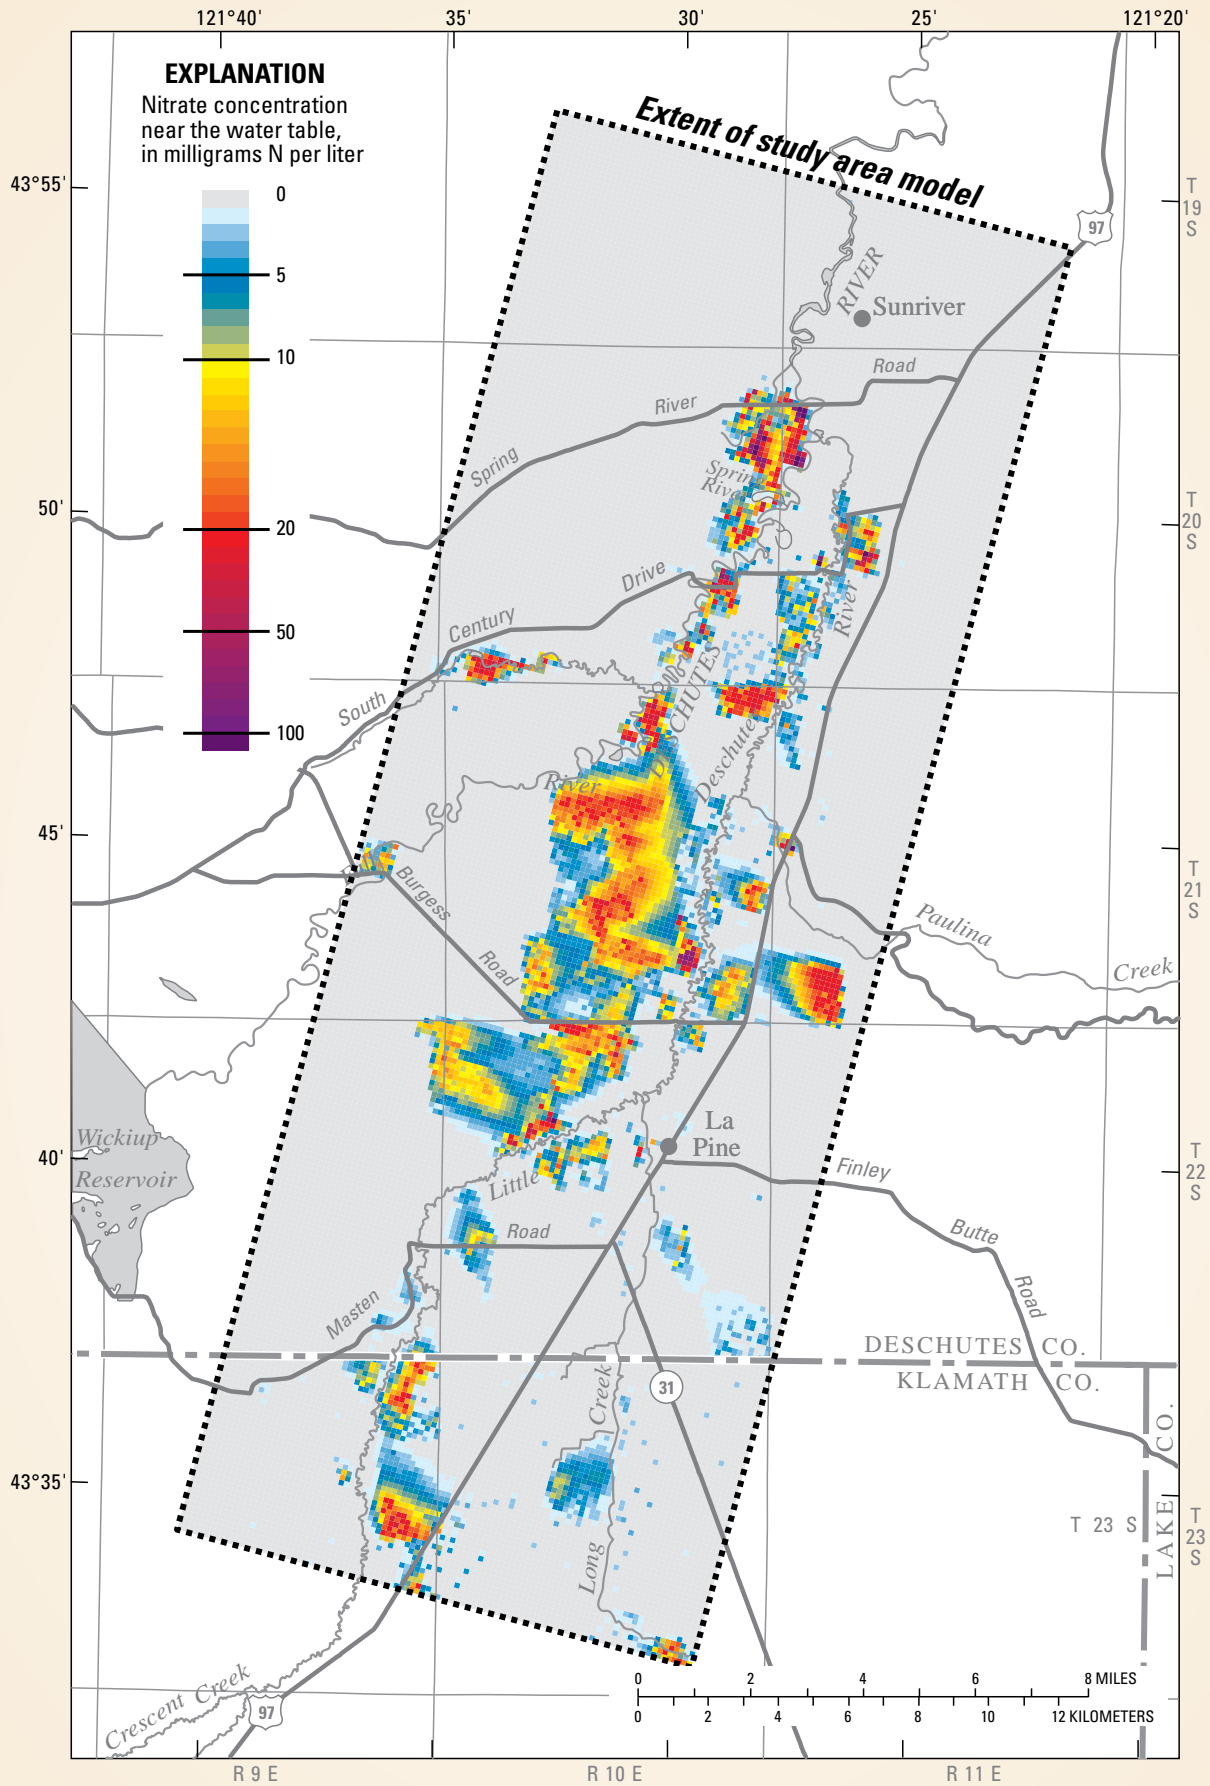 121°40'
35'
30'
25'
121°20'
EXPLANATION
Nitrate concentration
near the water table,
in milligrams N per liter
0
5
10
20
50
100
Extent of study area model
43°55'
50'
45'
40'
43°35'
T
19
S
T
20
S
T
21
S
T
22
S
T
23
S
97
RIVER
Sunriver
Road
River
Spring
Spring
River
Drive
Century
South
River
DESCHUTES
Deschutes
River
Burgess
Road
Paulina
Creek
Wickiup
Reservoir
La
Pine
Finley
Butte
Road
Little
Road
Masten
DESCHUTES CO.
KLAMATH CO.
LAKE CO.
31
Creek
Long
T 23 S
Crescent Creek
97
0 2 4 6 8 MILES
0 2 4 6 8 10 12 KILOMETERS
R 9 E
R 10 E
R 11 E